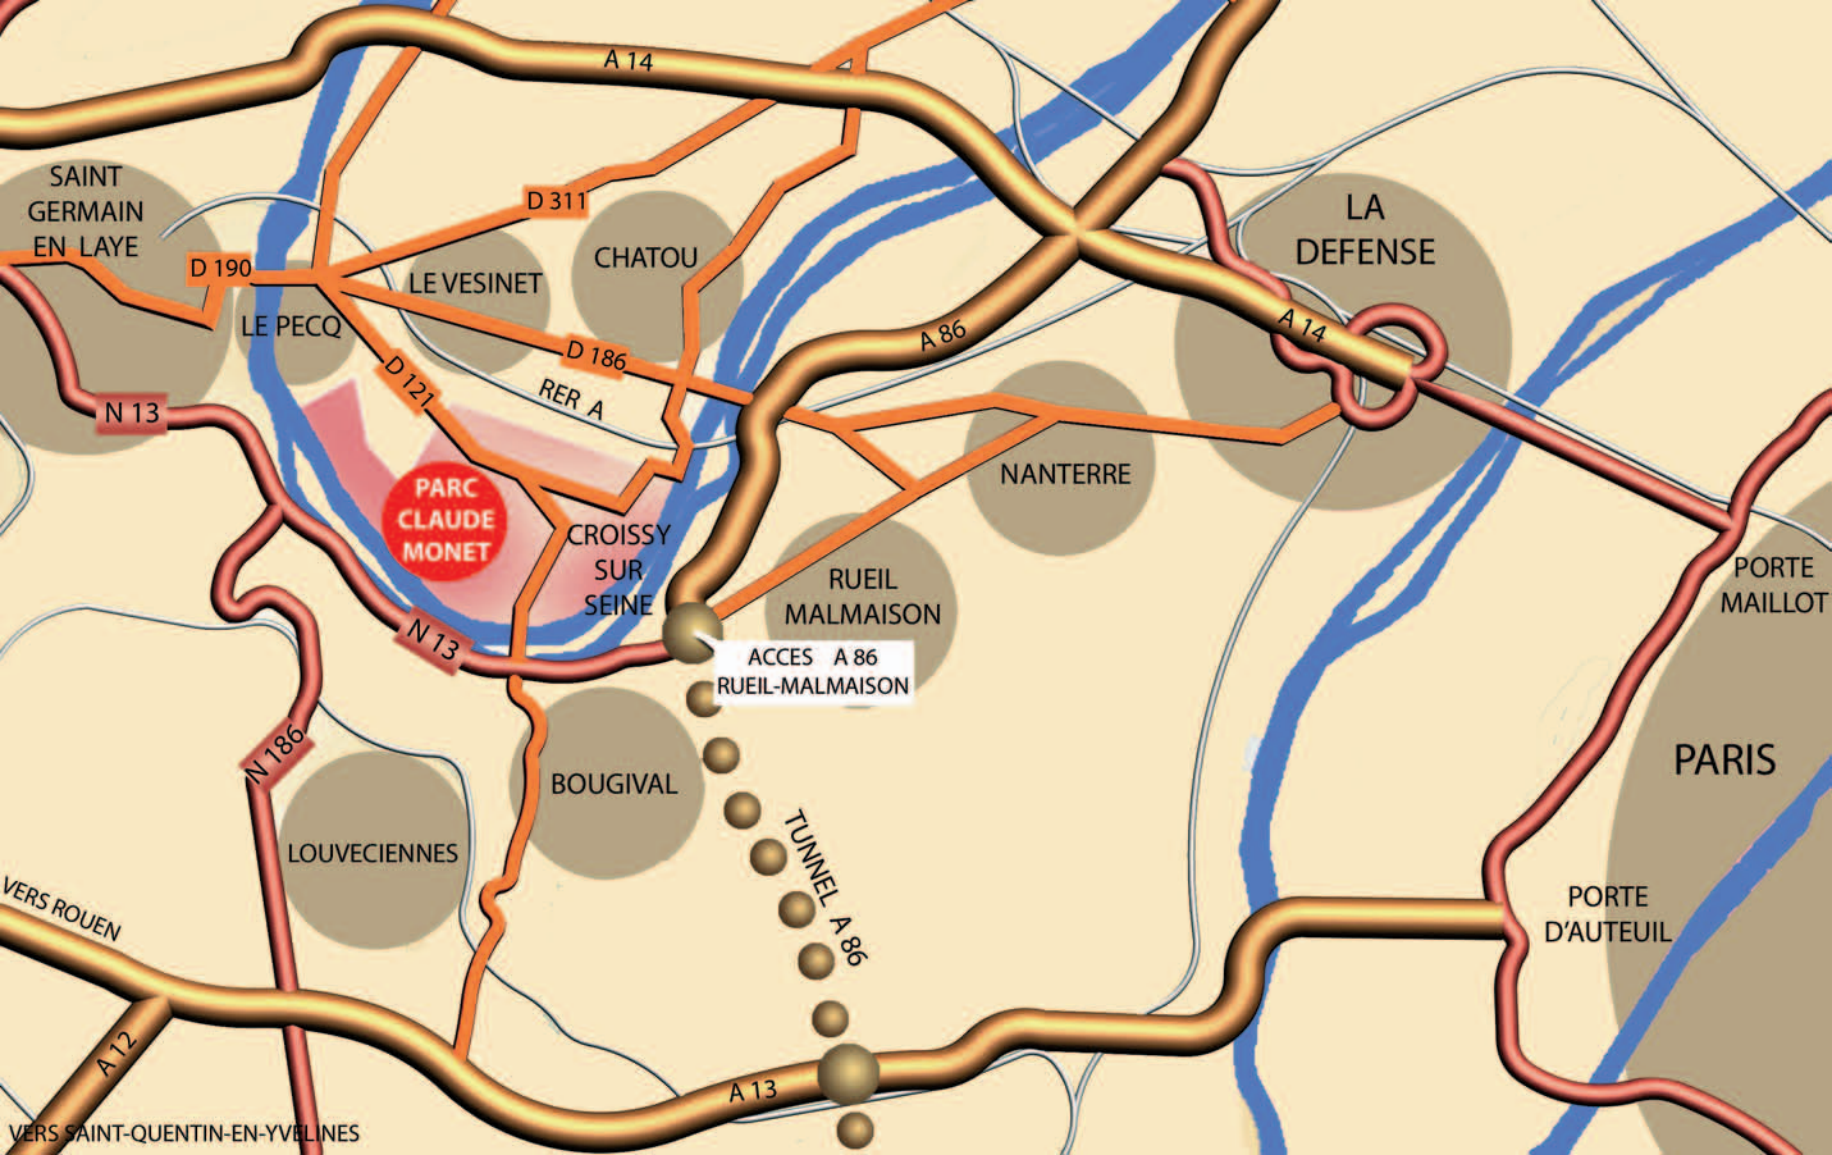 A 14
SAINT
GERMAIN
EN LAYE
D 311
LA
DEFENSE
CHATOU
D 190
LE VESINET
LE PECQ
A 14
A 86
D 186
D 121
RER A
N 13
NANTERRE
PARC
CLAUDE
MONET
CROISSY
SUR
SEINE
RUEIL
MALMAISON
PORTE
MAILLOT
N 13
ACCES A 86
RUEIL-MALMAISON
N 186
BOUGIVAL
PARIS
LOUVECIENNES
TUNNEL A 86
VERS ROUEN
PORTE
D'AUTEUIL
A 12
A 13
VERS SAINT-QUENTIN-EN-YVELINES